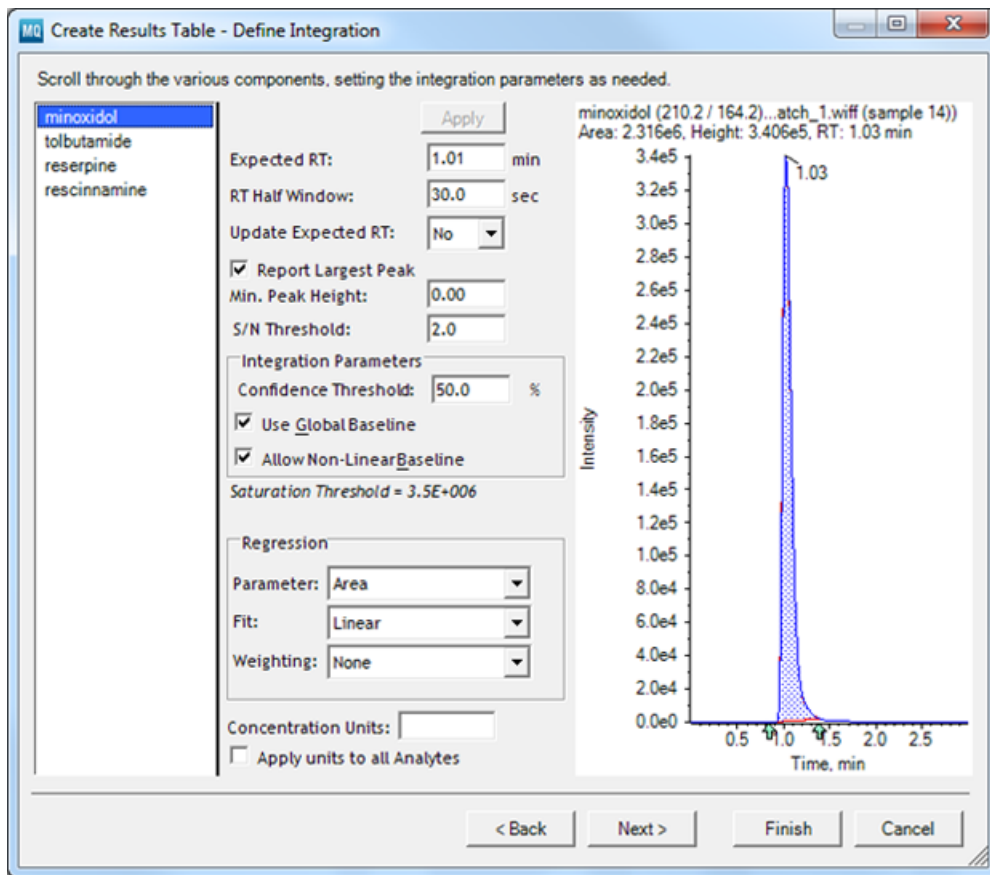 MQ Create Results Table - Define Integration
Scroll through the various components, setting the integration parameters as needed.
minoxidol
tolbutamide
reserpine
rescinnamine
Apply
Expected RT: 1.01 min
RT Half Window: 30.0 sec
Update Expected RT: No
Report Largest Peak
Min. Peak Height: 0.00
S/N Threshold: 2.0
Integration Parameters
Confidence Threshold: 50.0 %
Use Global Baseline
Allow Non-LinearBaseline
Saturation Threshold = 3.5E+006
Regression
Parameter: Area
Fit: Linear
Weighting: None
Concentration Units:
Apply units to all Analytes
minoxidol (210.2 / 164.2)...atch_1.wiff (sample 14))
Area: 2.316e6, Height: 3.406e5, RT: 1.03 min
1.03
3.4e5
3.2e5
3.0e5
2.8e5
2.6e5
2.4e5
2.2e5
2.0e5
1.8e5
1.6e5
1.4e5
1.2e5
1.0e5
8.0e4
6.0e4
4.0e4
2.0e4
0.0e0
Intensity
0.5 1.0 1.5 2.0 2.5
Time, min
< Back Next > Finish Cancel